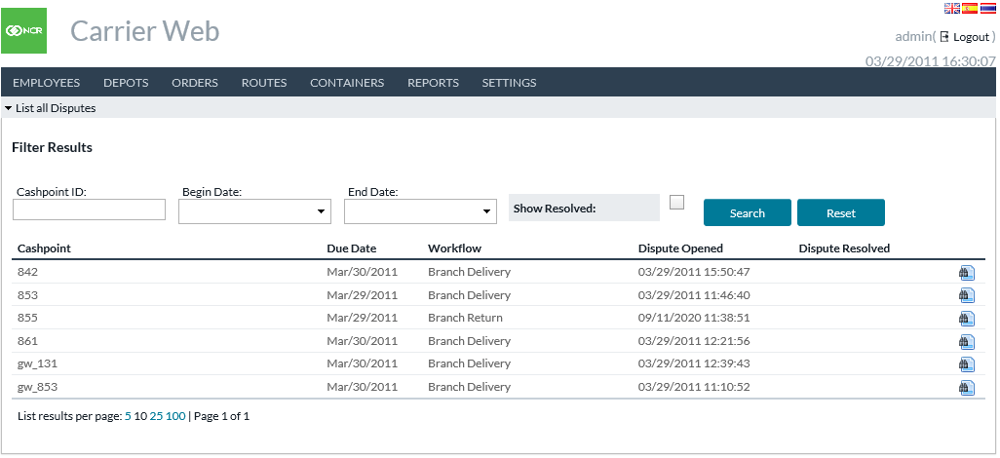 NCR
Carrier Web
admin( Logout )
03/29/2011 16:30:07
EMPLOYEES DEPOTS ORDERS ROUTES CONTAINERS REPORTS SETTINGS
List all Disputes
Filter Results
Cashpoint ID: Begin Date: End Date:
Show Resolved: Search Reset
Cashpoint Due Date Workflow Dispute Opened Dispute Resolved
842 Mar/30/2011 Branch Delivery 03/29/2011 15:50:47
853 Mar/29/2011 Branch Delivery 03/29/2011 11:46:40
855 Mar/29/2011 Branch Return 09/11/2020 11:38:51
861 Mar/30/2011 Branch Delivery 03/29/2011 12:21:56
gw_131 Mar/30/2011 Branch Delivery 03/29/2011 12:39:43
gw_853 Mar/30/2011 Branch Delivery 03/29/2011 11:10:52
List results per page: 5 10 25 100 | Page 1 of 1